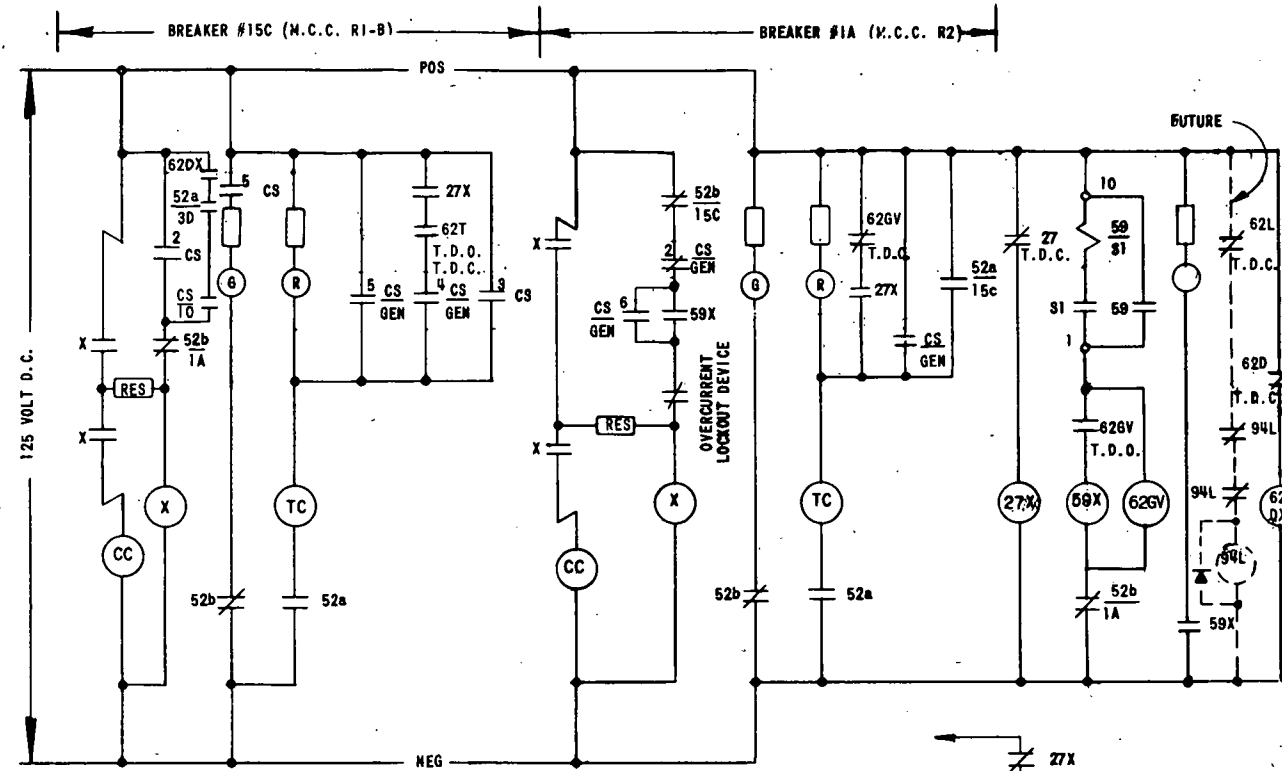 BREAKER #15C (M.C.C. R1-B)
BREAKER #1A (M.C.C. R2)
POS
FUTURE
125 VOLT D.C.
62DX
52a
3D
2
CS
CS
10
52b
1A
X
RES
X
X
CC
5
CS
G
52b
R
TC
52a
5
CS
GEN
27X
62T
T.D.O.
T.D.C.
4
CS
GEN
3
CS
X
X
RES
CC
52b
15C
2
CS
GEN
6
CS
GEN
59X
OVERCURRENT
LOCKOUT DEVICE
X
G
52b
R
TC
52a
62GV
T.D.C.
27X
CS
GEN
52a
15c
27
T.D.C.
27X
10
59
S1
S1
59
1
62GV
T.D.O.
59X
62GV
52b
1A
59X
62L
T.D.C.
94L
94L
94L
62D
T.D.C
62
DX
NEG
27X